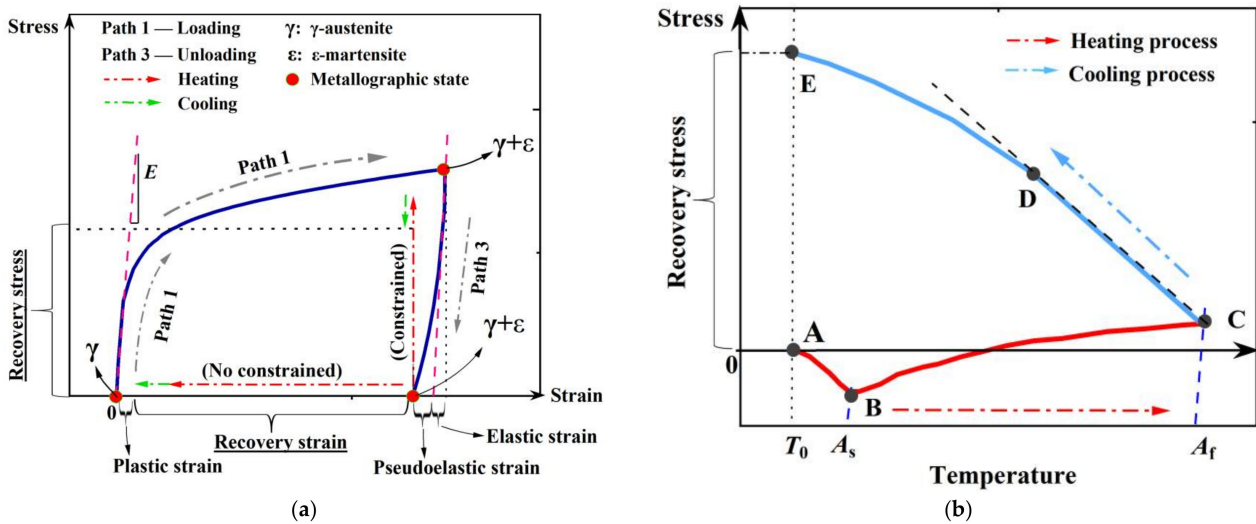 Stress
Path 1 — Loading
γ: γ-austenite
Path 3 — Unloading
ε: ε-martensite
Heating
Metallographic state
Cooling
E
Path 1
γ+ε
Recovery stress
Path 1
(Constrained)
Path 3
γ
γ+ε
(No constrained)
0
Strain
Recovery strain
Elastic strain
Plastic strain
Pseudoelastic strain
(a)
Stress
Heating process
Cooling process
E
Recovery stress
D
A
C
0
B
T0
As
Af
Temperature
(b)